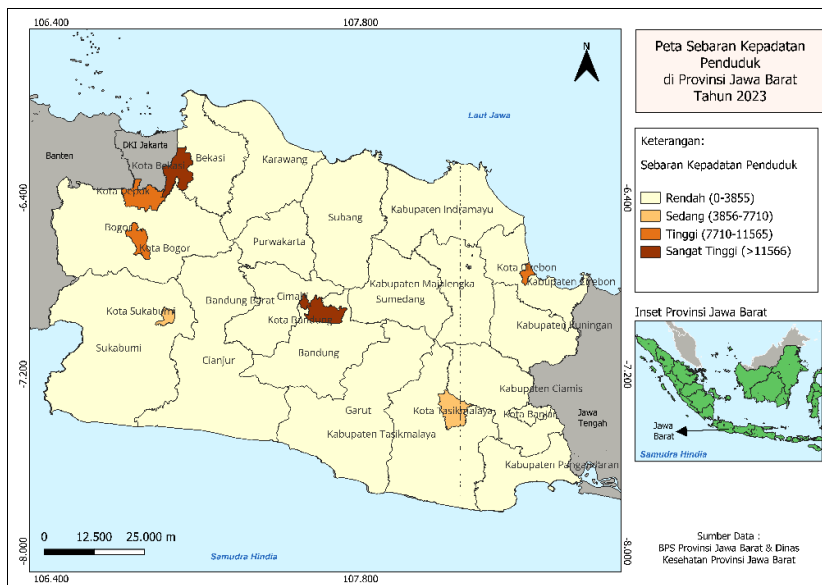 106.400
107.800
-6.400
-7.200
-8.000
-6.400
-7.200
-8.000
106.400
107.800
N
Laut Jawa
Banten
DKI Jakarta
Kota Bekasi
Bekasi
Karawang
Kota Depok
Subang
Kabupaten Indramayu
Bogor
Kota Bogor
Purwakarta
Kota Cirebon
Kabupaten Cirebon
Bandung Barat
Cimahi
Kabupaten Majalengka
Sumedang
Kota Sukabumi
Kota Bandung
Kabupaten Kuningan
Sukabumi
Cianjur
Bandung
Kabupaten Ciamis
Garut
Kota Tasikmalaya
Kota Banjar
Jawa
Tengah
Kabupaten Tasikmalaya
Kabupaten Pangandaran
0 12.500 25.000 m
Samudra Hindia
Peta Sebaran Kepadatan
Penduduk
di Provinsi Jawa Barat
Tahun 2023
Keterangan:
Sebaran Kepadatan Penduduk
Rendah (0-3855)
Sedang (3856-7710)
Tinggi (7710-11565)
Sangat Tinggi (>11566)
Inset Provinsi Jawa Barat
Jawa
Barat
Samudra Hindia
Sumber Data :
BPS Provinsi Jawa Barat & Dinas
Kesehatan Provinsi Jawa Barat